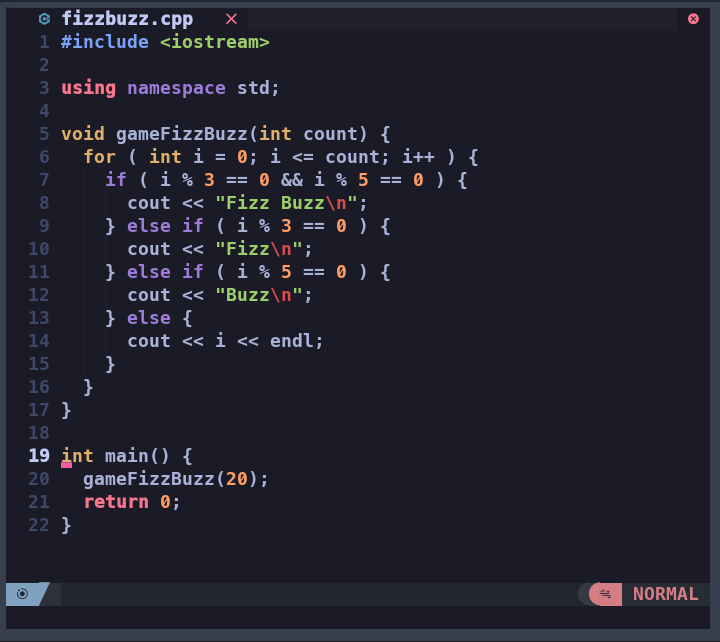 fizzbuzz.cpp
1 #include <iostream>
2
3 using namespace std;
4
5 void gameFizzBuzz(int count) {
6   for ( int i = 0; i <= count; i++ ) {
7     if ( i % 3 == 0 && i % 5 == 0 ) {
8       cout << "Fizz Buzz\n";
9     } else if ( i % 3 == 0 ) {
10       cout << "Fizz\n";
11     } else if ( i % 5 == 0 ) {
12       cout << "Buzz\n";
13     } else {
14       cout << i << endl;
15     }
16   }
17 }
18
19 int main() {
20   gameFizzBuzz(20);
21   return 0;
22 }
NORMAL